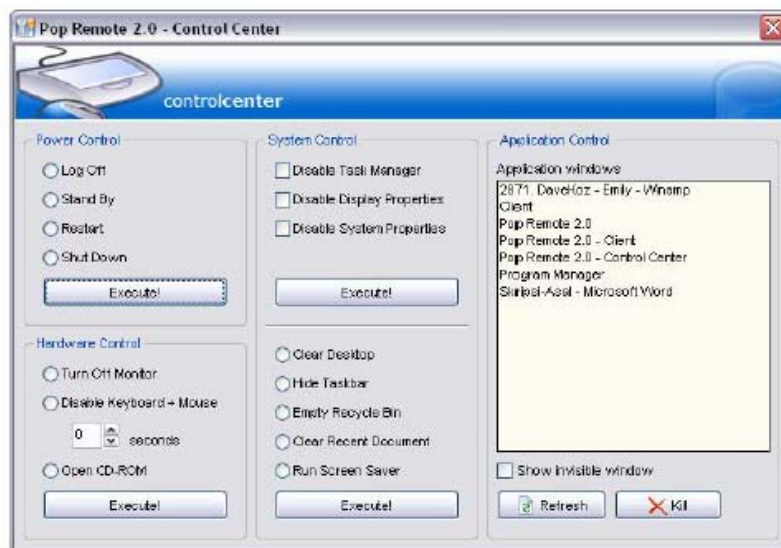 Pop Remote 2.0 - Control Center
controlcenter
Power Control
Log Off
Stand By
Restart
Shut Down
Execute!
Hardware Control
Turn Off Monitor
Disable Keyboard + Mouse
0 seconds
Open CD-ROM
Execute!
System Control
Disable Task Manager
Disable Display Properties
Disable System Properties
Execute!
Clear Desktop
Hide Taskbar
Empty Recycle Bin
Clear Recent Document
Run Screen Saver
Execute!
Application Control
Application windows
2871. DaveKoz - Emily - Winamp
Client
Pop Remote 2.0
Pop Remote 2.0 - Client
Pop Remote 2.0 - Control Center
Program Manager
Skripsi-Assl - Microsoft Word
Show invisible window
Refresh
Kill